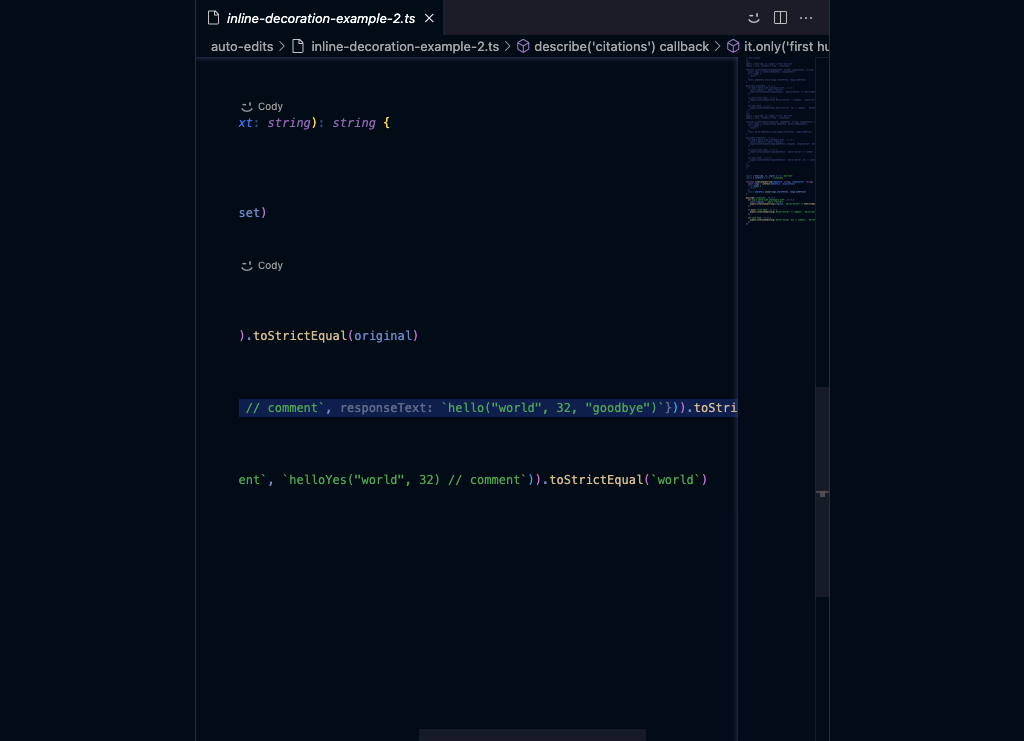 inline-decoration-example-2.ts
auto-edits > inline-decoration-example-2.ts > describe('citations') callback > it.only('first hu
Cody
xt: string): string {
set)
Cody
).toStrictEqual(original)
// comment`, responseText: `hello("world", 32, "goodbye")`})).toStri
ent`, `helloYes("world", 32) // comment`)).toStrictEqual(`world`)